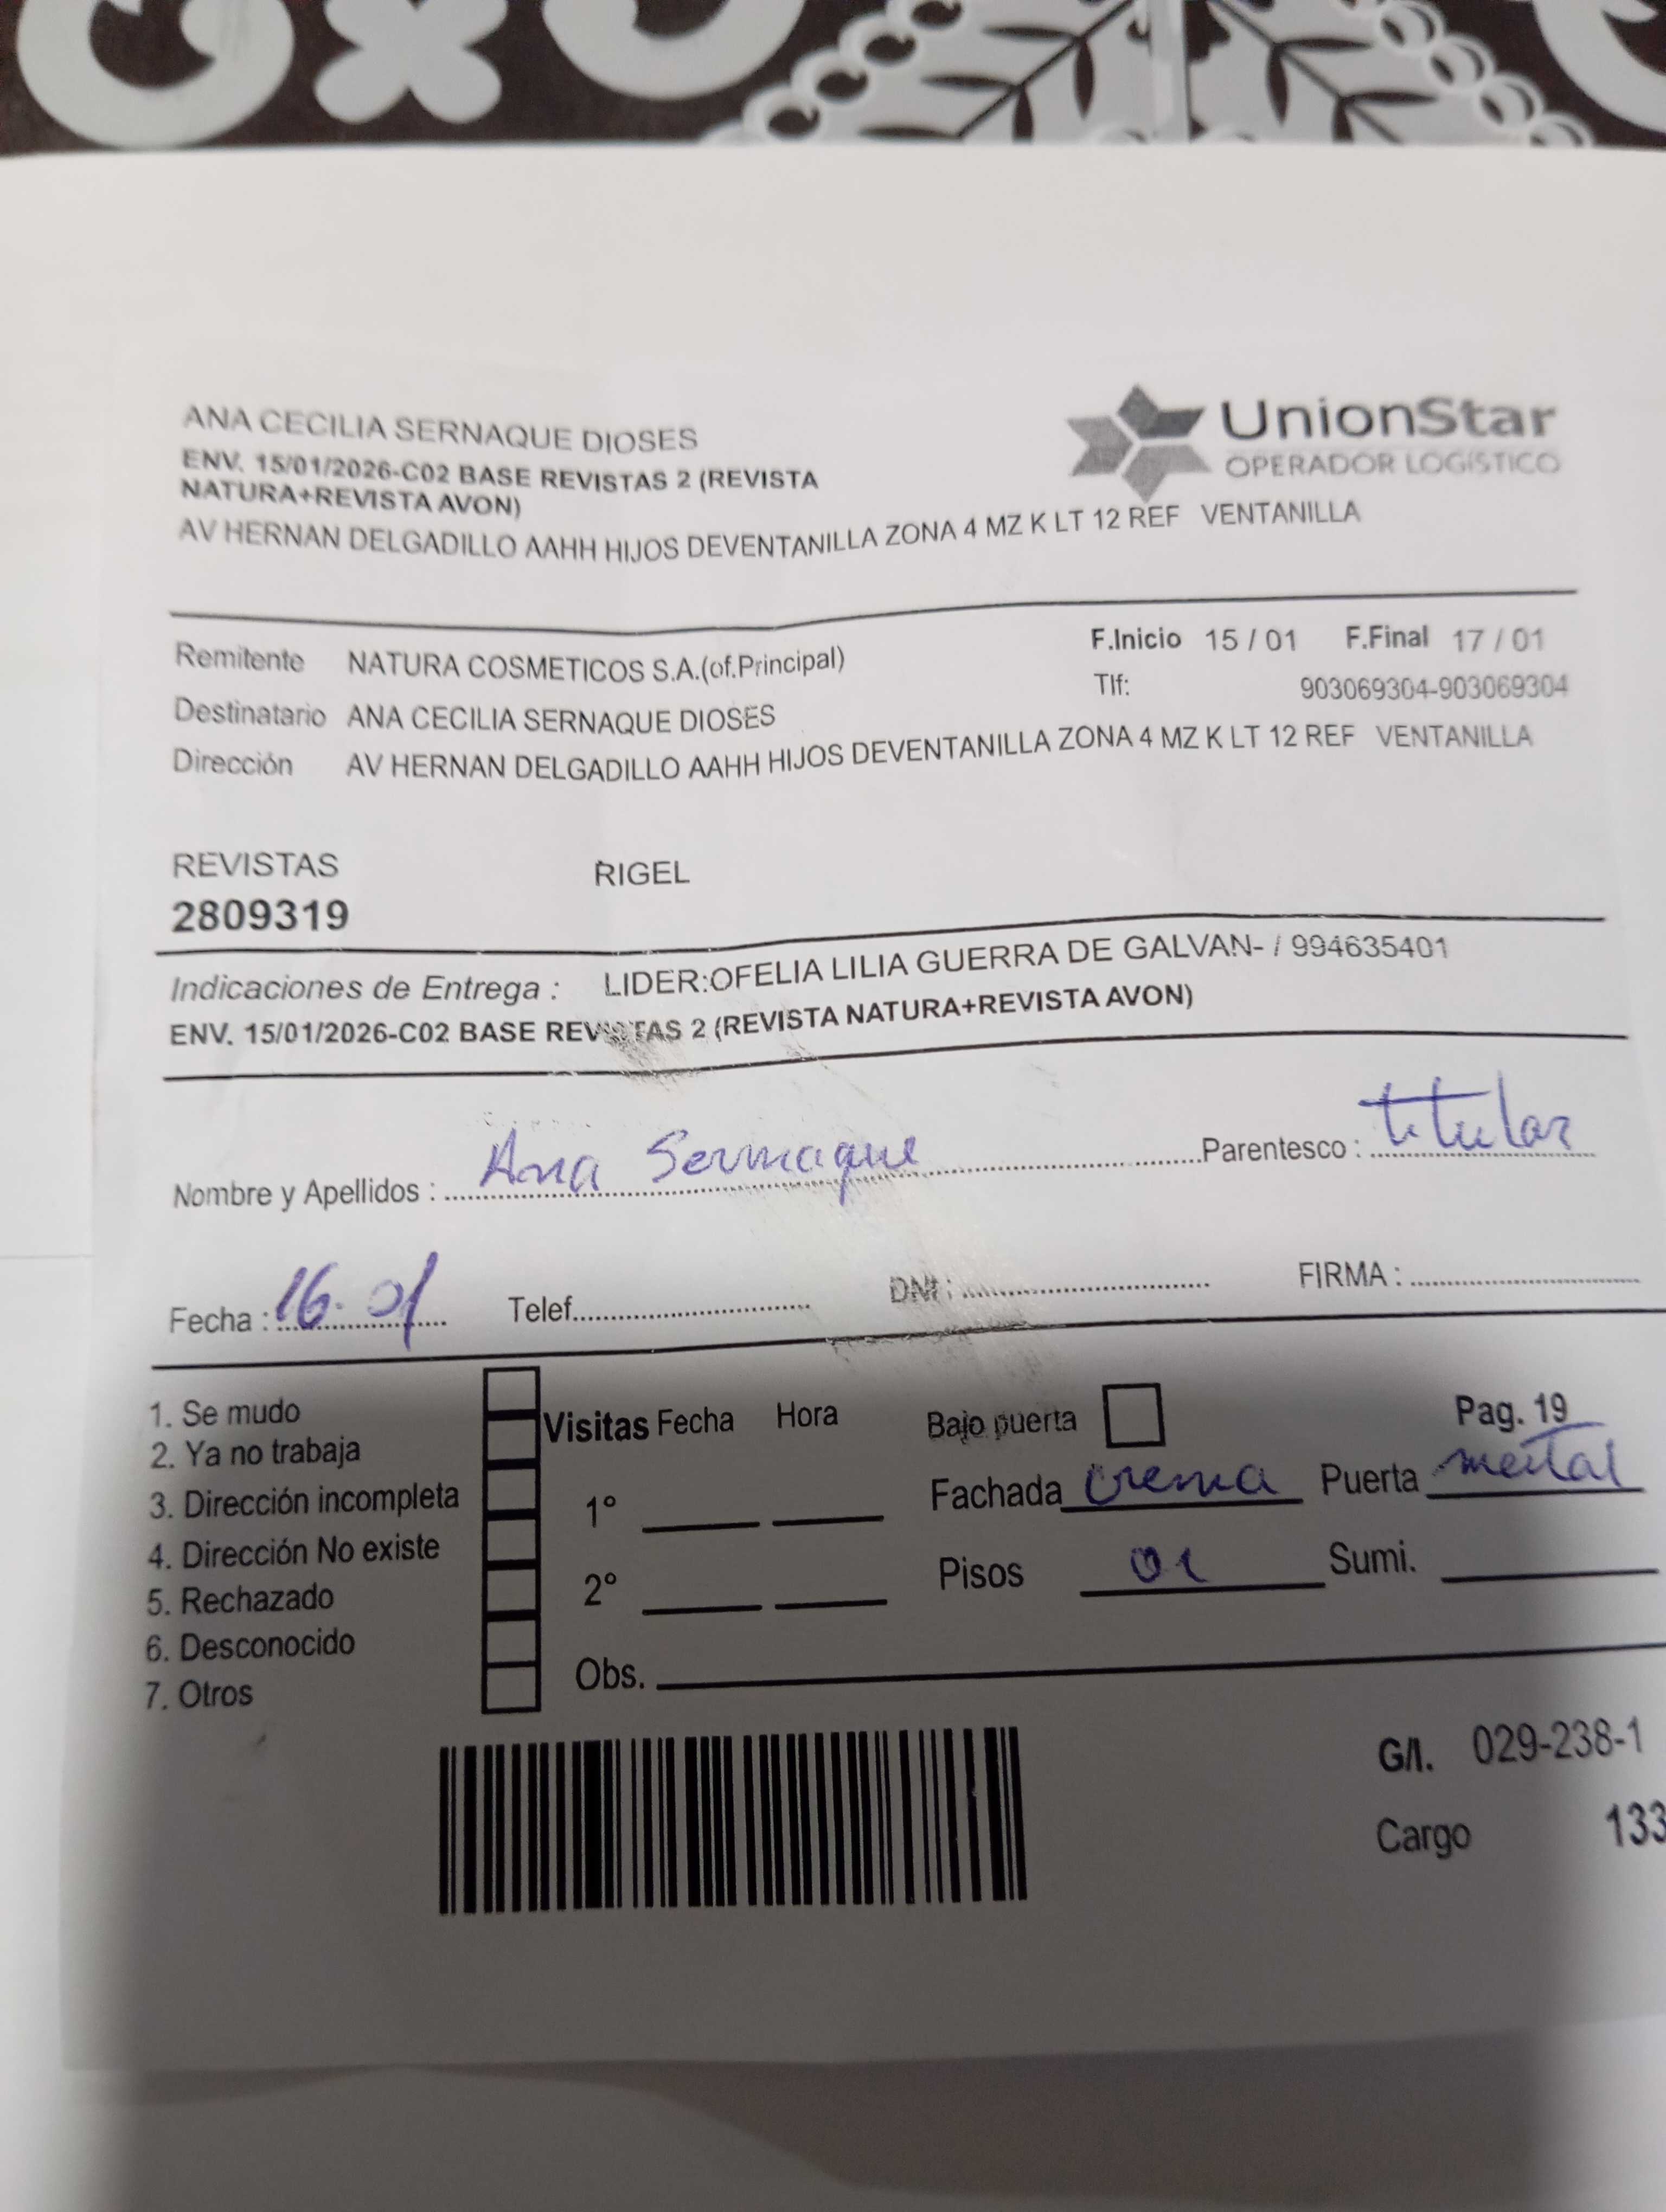 ANA CECILIA SERNAQUE DIOSES
UnionStar
OPERADOR LOGÍSTICO
ENV. 15/01/2026-C02 BASE REVISTAS 2 (REVISTA
NATURA+REVISTA AVON)
AV HERNAN DELGADILLO AAHH HIJOS DEVENTANILLA ZONA 4 MZ K LT 12 REF VENTANILLA
Remitente NATURA COSMETICOS S.A.(of.Principal) F.Inicio 15 / 01 F.Final 17 / 01
Tlf: 903069304-903069304
Destinatario ANA CECILIA SERNAQUE DIOSES
Dirección AV HERNAN DELGADILLO AAHH HIJOS DEVENTANILLA ZONA 4 MZ K LT 12 REF VENTANILLA
REVISTAS RIGEL
2809319
Indicaciones de Entrega : LIDER:OFELIA LILIA GUERRA DE GALVAN- / 994635401
ENV. 15/01/2026-C02 BASE REVISTAS 2 (REVISTA NATURA+REVISTA AVON)
Nombre y Apellidos : Ana Sernaque Parentesco : titular
Fecha : 16-01 Telef. DNI : FIRMA :
1. Se mudo
2. Ya no trabaja
3. Dirección incompleta
4. Dirección No existe
5. Rechazado
6. Desconocido
7. Otros
Visitas Fecha Hora
1°
2°
Obs.
Bajo puerta Pag. 19
Fachada crema Puerta metal
Pisos 01 Sumi.
G/I. 029-238-1
Cargo 133